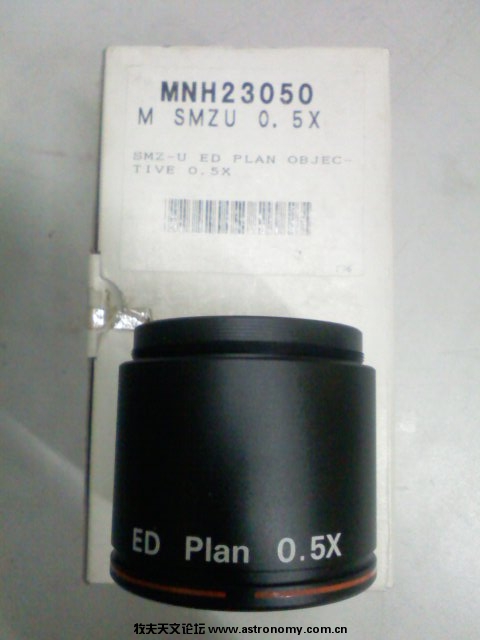 MNH23050
M SMZU 0.5X
SMZ-U ED PLAN OBJEC-
TIVE 0.5X
ED Plan 0.5X
牧夫天文论坛 www.astronomy.com.cn